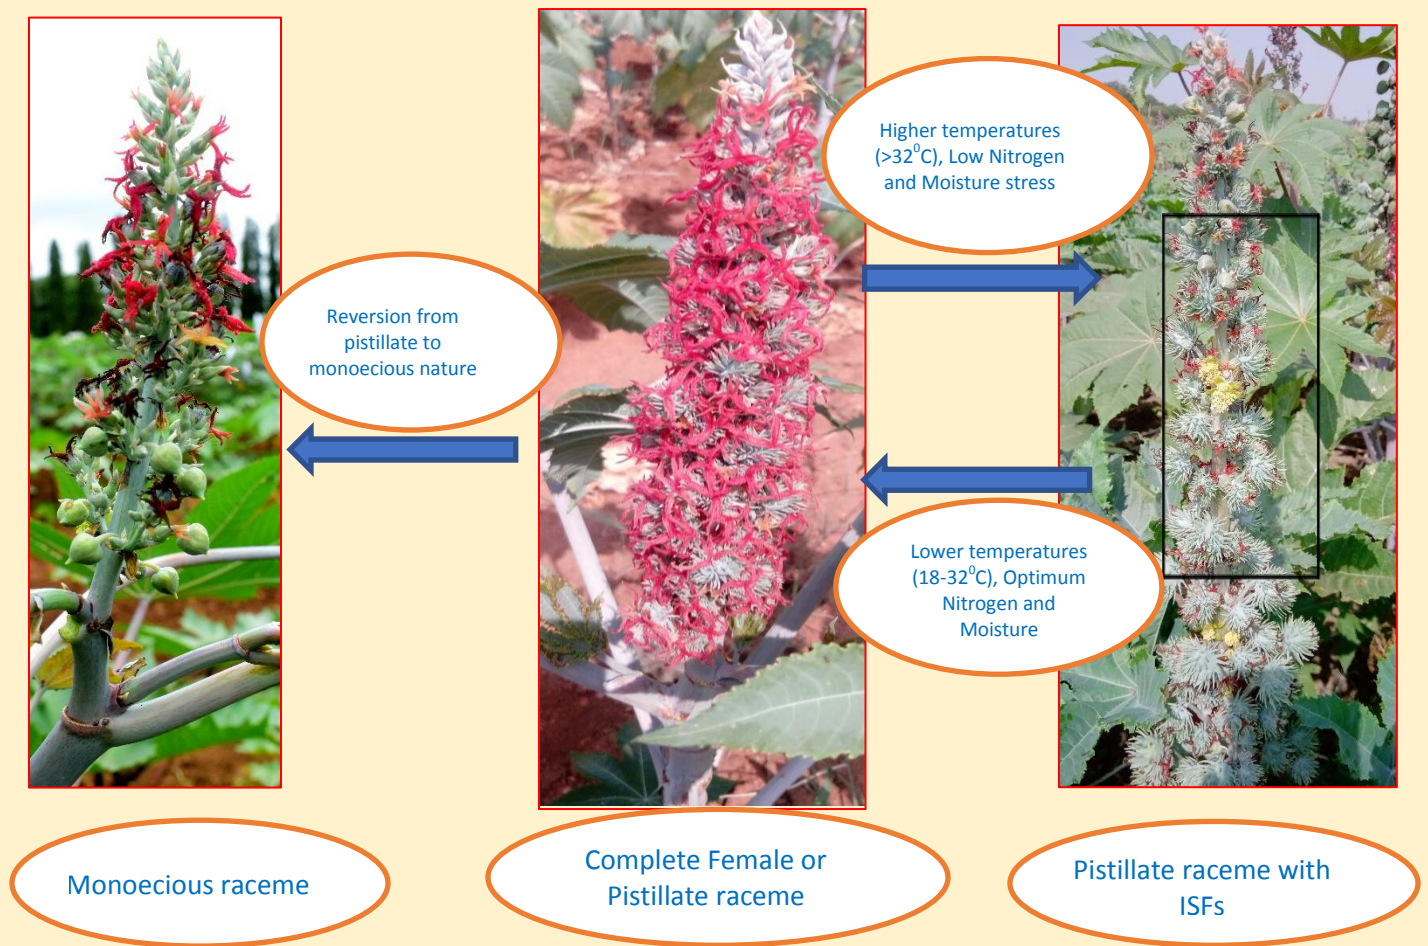 Higher temperatures
(>32⁰C), Low Nitrogen
and Moisture stress
Reversion from
pistillate to
monoecious nature
Lower temperatures
(18-32⁰C), Optimum
Nitrogen and
Moisture
Monoecious raceme
Complete Female or
Pistillate raceme
Pistillate raceme with
ISFs